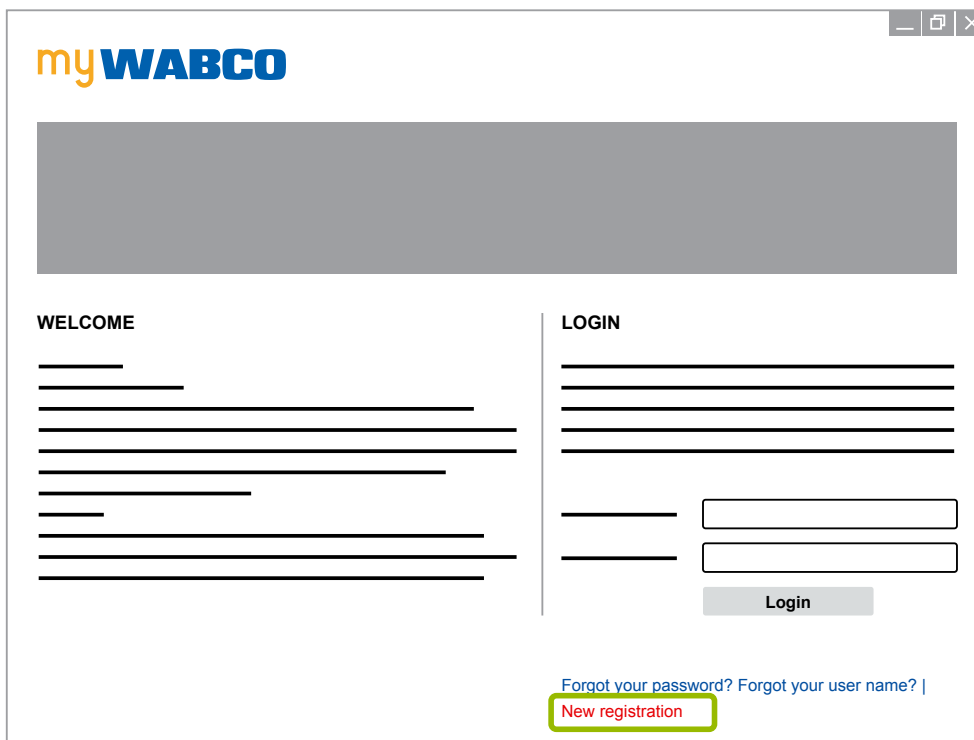 myWABCO
WELCOME
LOGIN
Login
Forgot your password? Forgot your user name? |
New registration